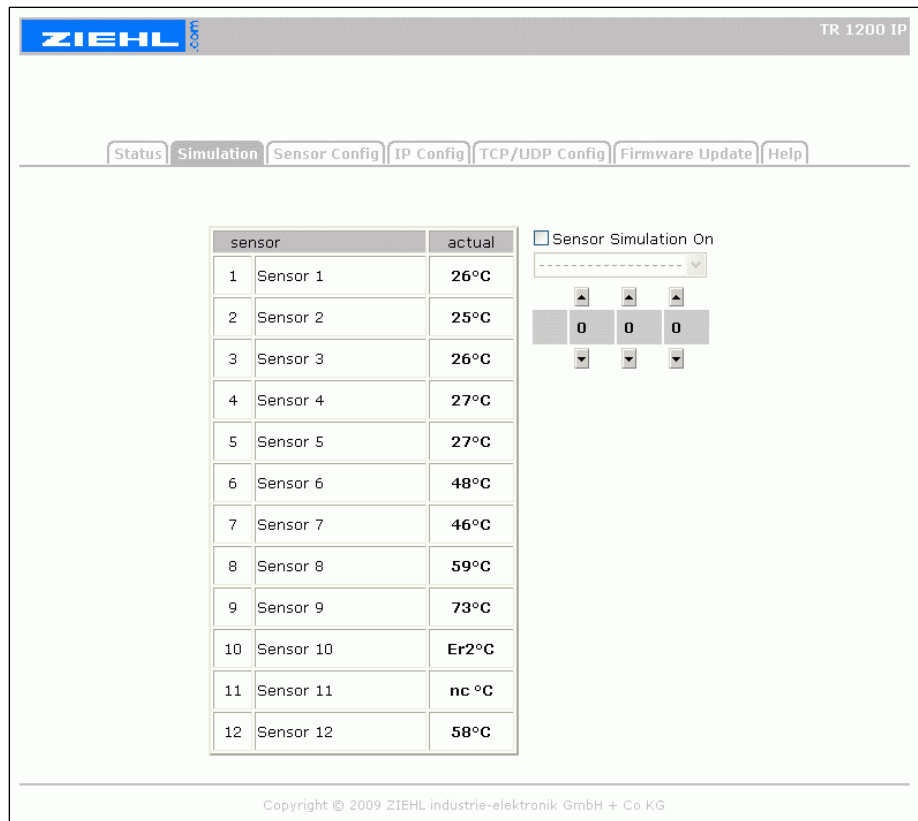 ZIEHL .com
TR 1200 IP
Status Simulation Sensor Config IP Config TCP/UDP Config Firmware Update Help
sensor actual
1 Sensor 1 26°C
2 Sensor 2 25°C
3 Sensor 3 26°C
4 Sensor 4 27°C
5 Sensor 5 27°C
6 Sensor 6 48°C
7 Sensor 7 46°C
8 Sensor 8 59°C
9 Sensor 9 73°C
10 Sensor 10 Er2°C
11 Sensor 11 nc °C
12 Sensor 12 58°C
Sensor Simulation On
-----------------
0 0 0
Copyright © 2009 ZIEHL industrie-elektronik GmbH + Co KG